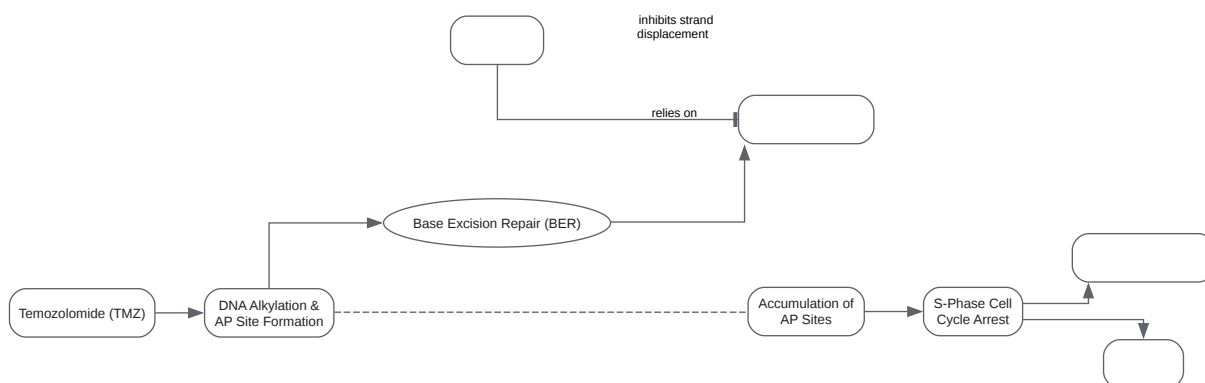 inhibits strand
displacement
relies on
Base Excision Repair (BER)
Temozolomide (TMZ)
DNA Alkylation &
AP Site Formation
Accumulation of
AP Sites
S-Phase Cell
Cycle Arrest